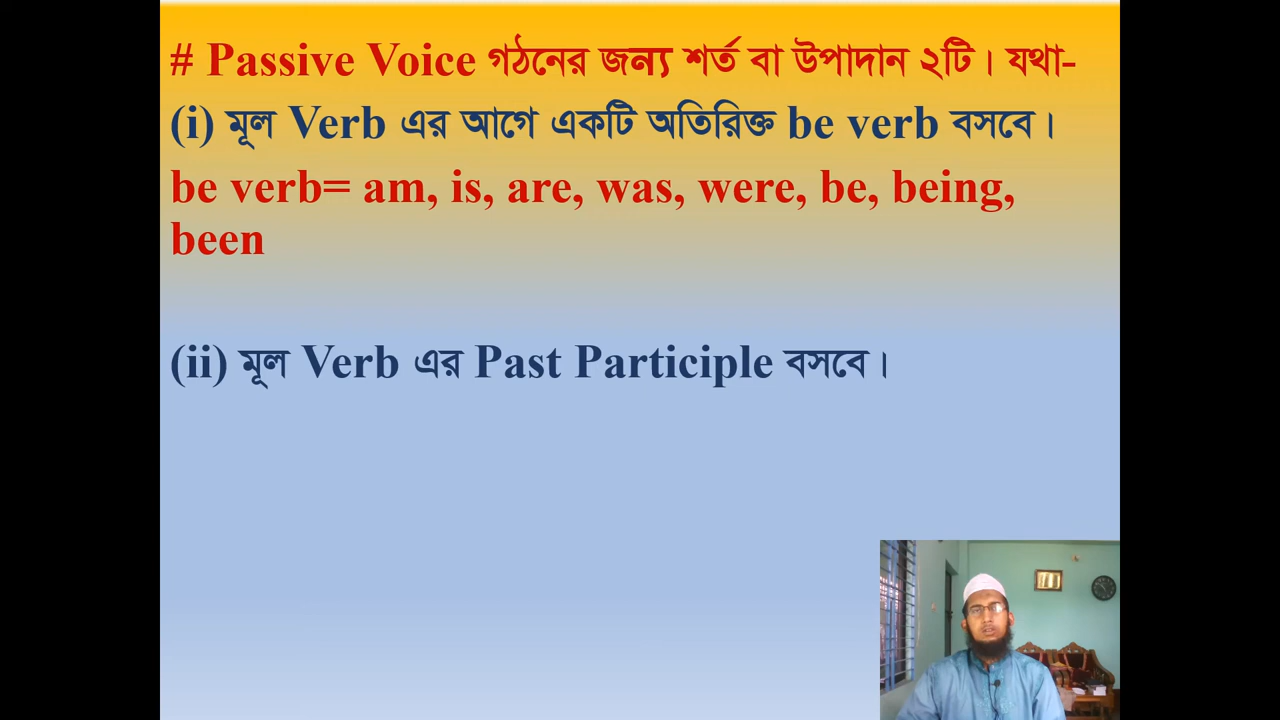 # Passive Voice গঠনের জন্য শর্ত বা উপাদান ২টি। যথা-
(i) মূল Verb এর আগে একটি অতিরিক্ত be verb বসবে।
be verb= am, is, are, was, were, be, being,
been
(ii) মূল Verb এর Past Participle বসবে।